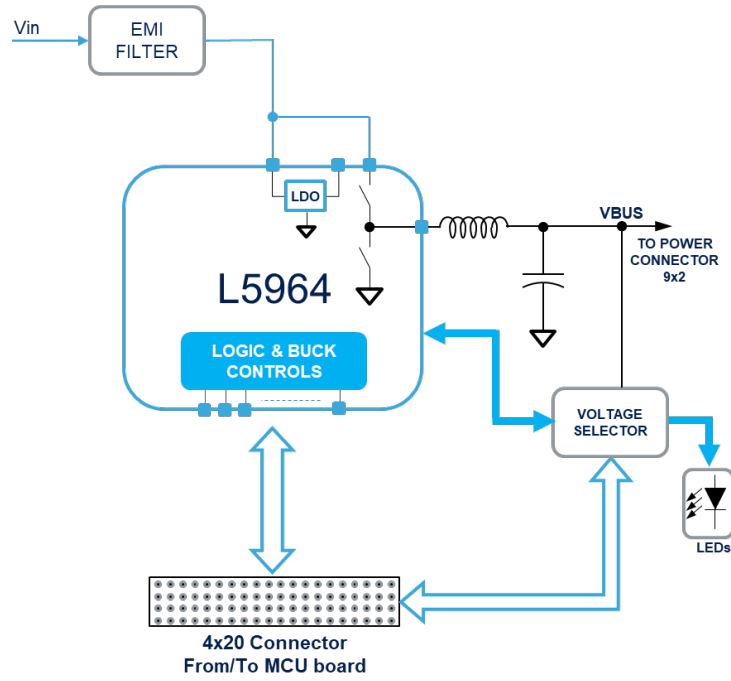 Vin
EMI
FILTER
LDO
VBUS
TO POWER
CONNECTOR
9x2
L5964
LOGIC & BUCK
CONTROLS
VOLTAGE
SELECTOR
LEDs
4x20 Connector
From/To MCU board